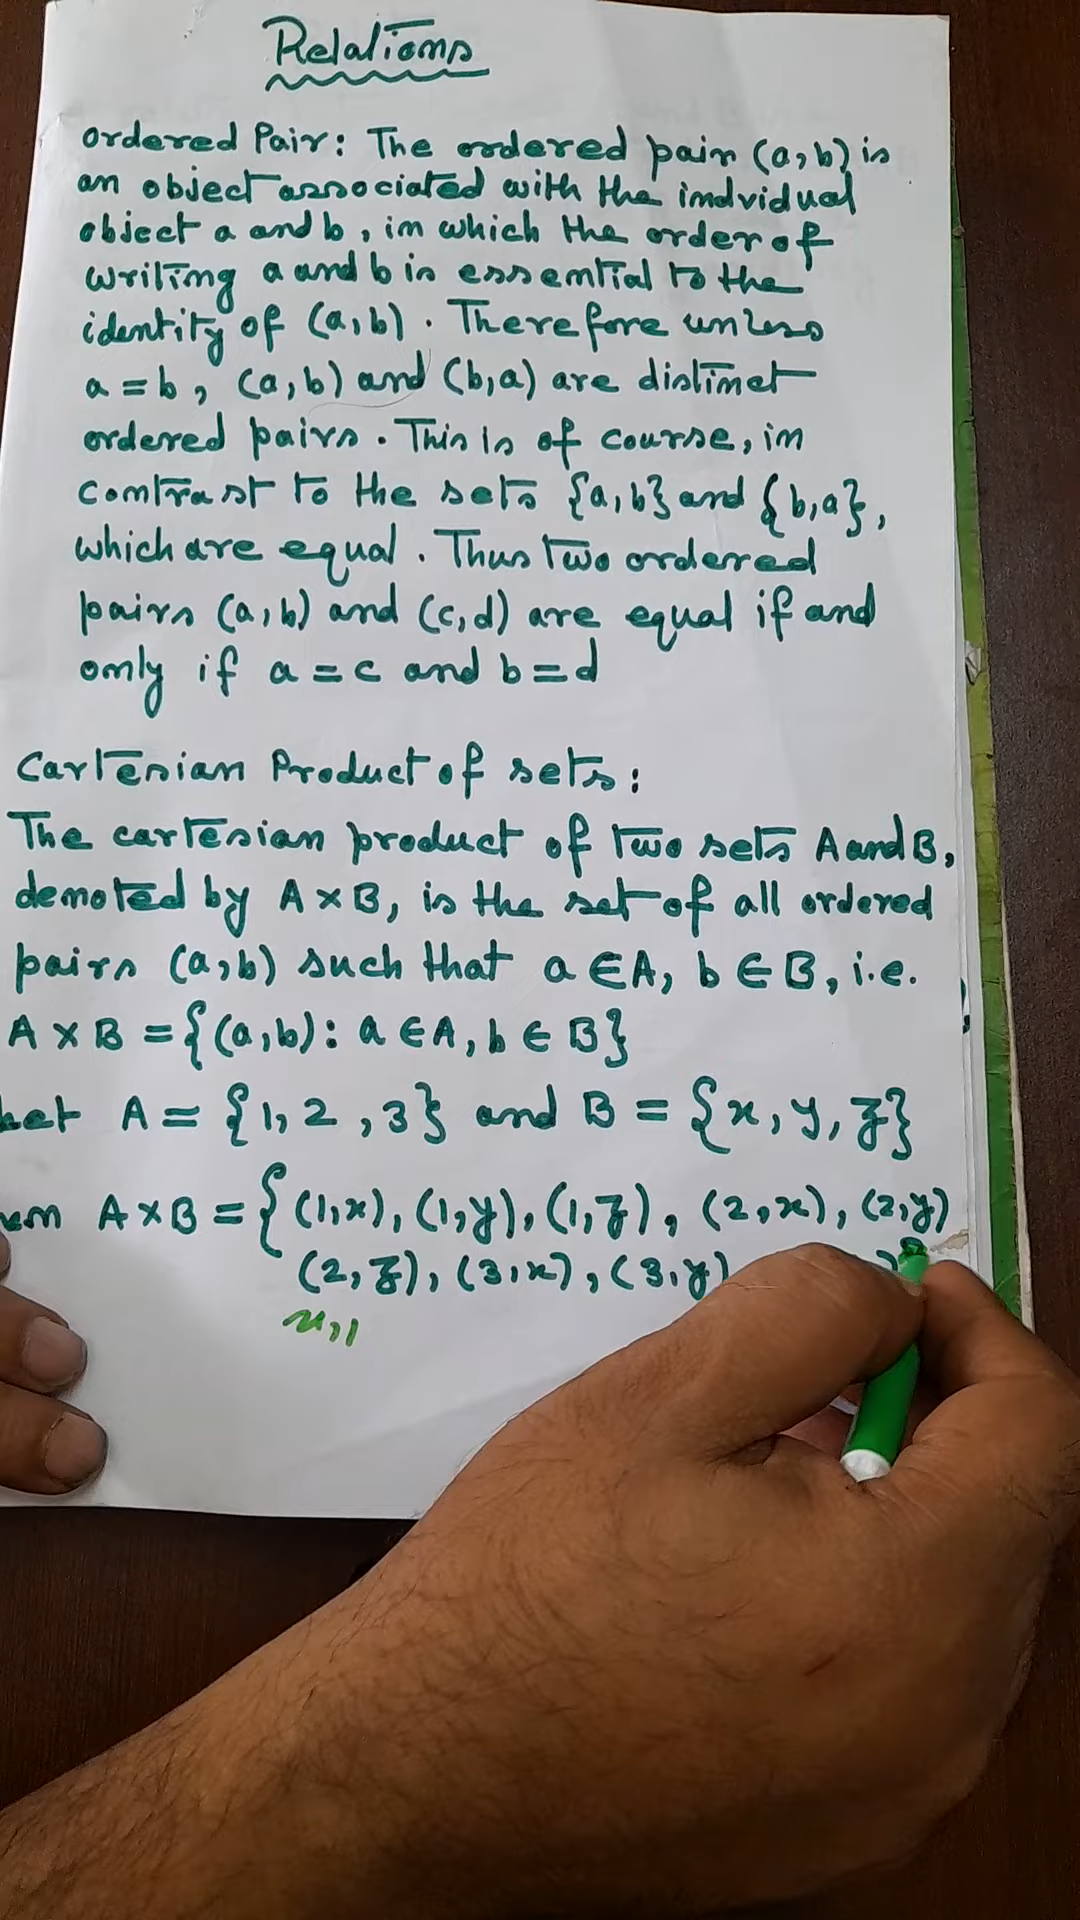 Relations
ordered Pair: The ordered pair (a,b) is
an object associated with the indvidual
object a and b, in which the order of
writing a and b is essential to the
identity of (a,b). Therefore unless
a = b, (a,b) and (b,a) are distinct
ordered pairs. This is of course, in
contrast to the sets {a,b} and {b,a},
which are equal. Thus two ordered
pairs (a,b) and (c,d) are equal if and
only if a = c and b = d
Cartesian Product of sets:
The cartesian product of two sets A and B,
denoted by A × B, is the set of all ordered
pairs (a,b) such that a ∈ A, b ∈ B, i.e.
A × B = {(a,b): a ∈ A, b ∈ B}
A = {1, 2, 3} and B = {x, y, z}
A × B = { (1,x), (1,y), (1,z), (2,x), (2,y)
(2,z), (3,x), (3,y)
x,1